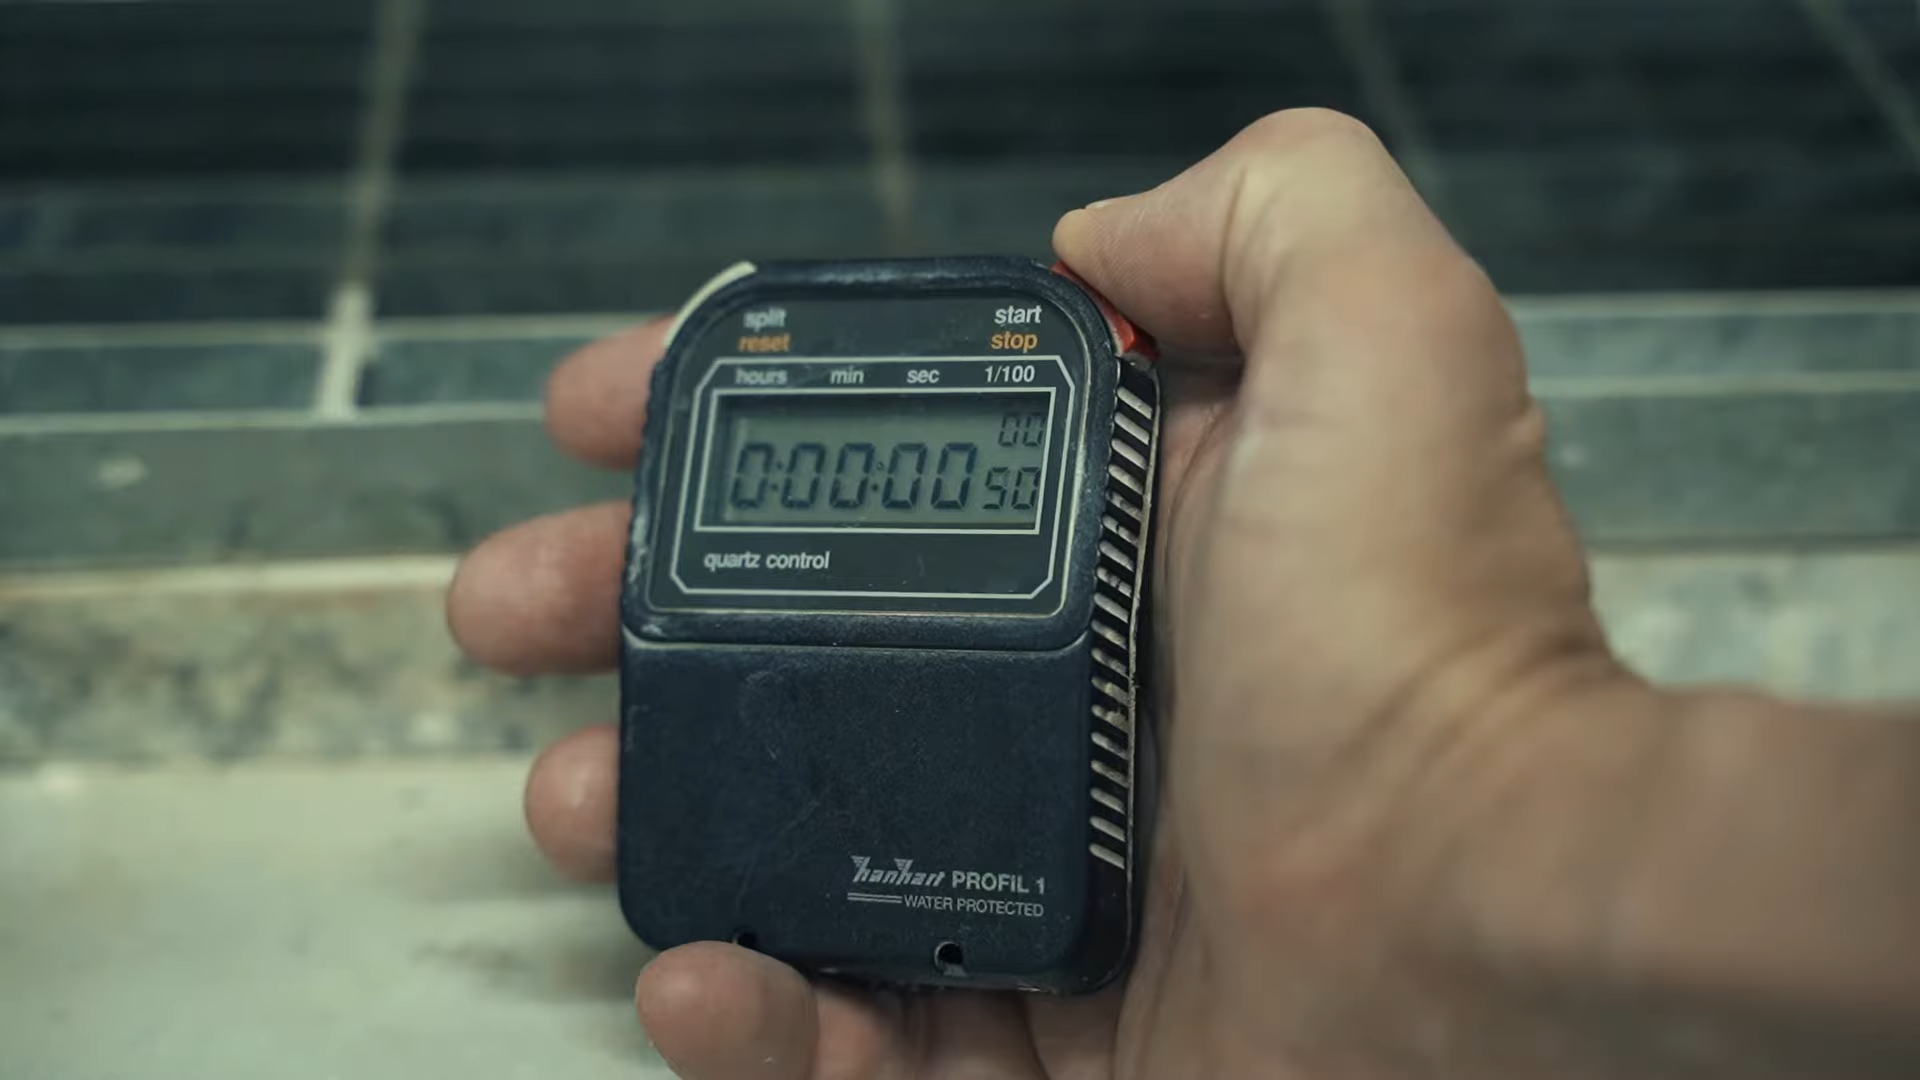 split start
reset stop
hours min sec 1/100
00
0:00:00 50
quartz control
hanhart PROFIL 1
WATER PROTECTED